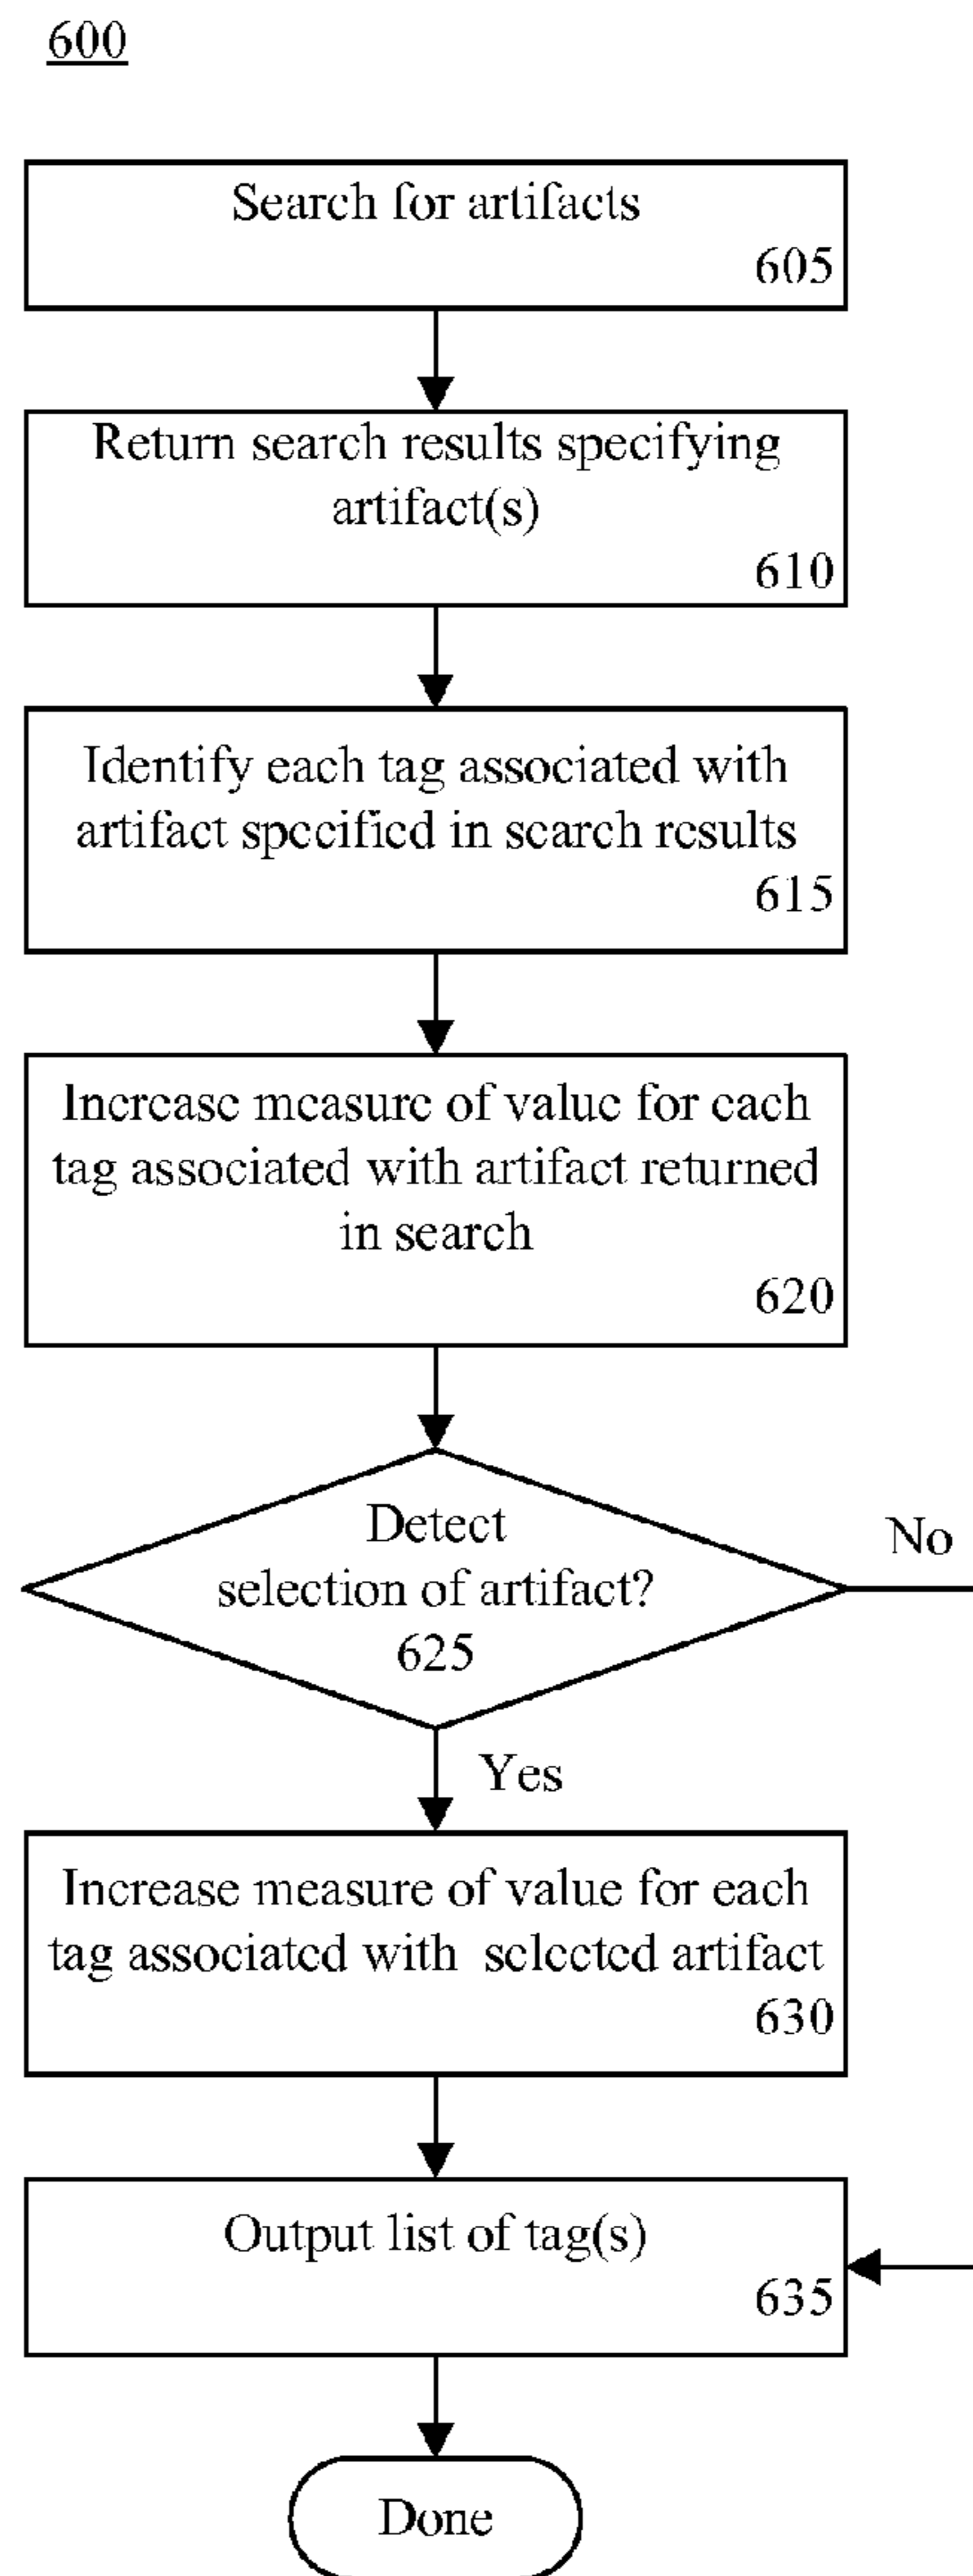 600
Search for artifacts
605
Return search results specifying
artifact(s)
610
Identify each tag associated with
artifact specified in search results
615
Increase measure of value for each
tag associated with artifact returned
in search
620
Detect
selection of artifact?
625
No
Yes
Increase measure of value for each
tag associated with selected artifact
630
Output list of tag(s)
635
Done